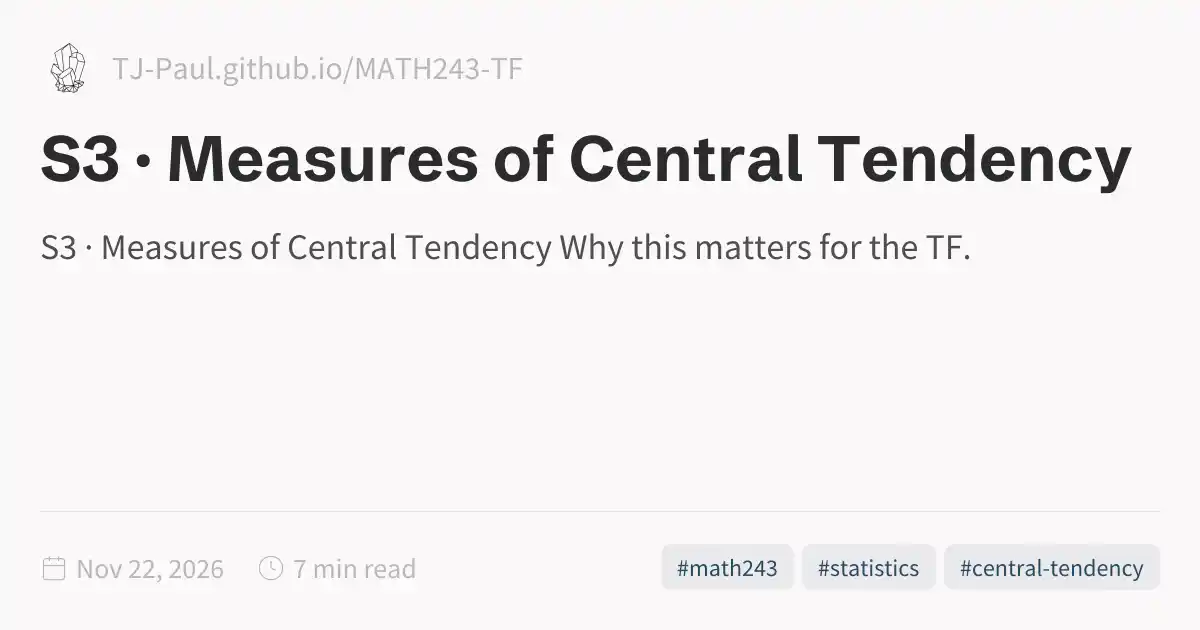 TJ-Paul.github.io/MATH243-TF
S3 · Measures of Central Tendency
S3 · Measures of Central Tendency Why this matters for the TF.
Nov 22, 2026 7 min read #math243 #statistics #central-tendency